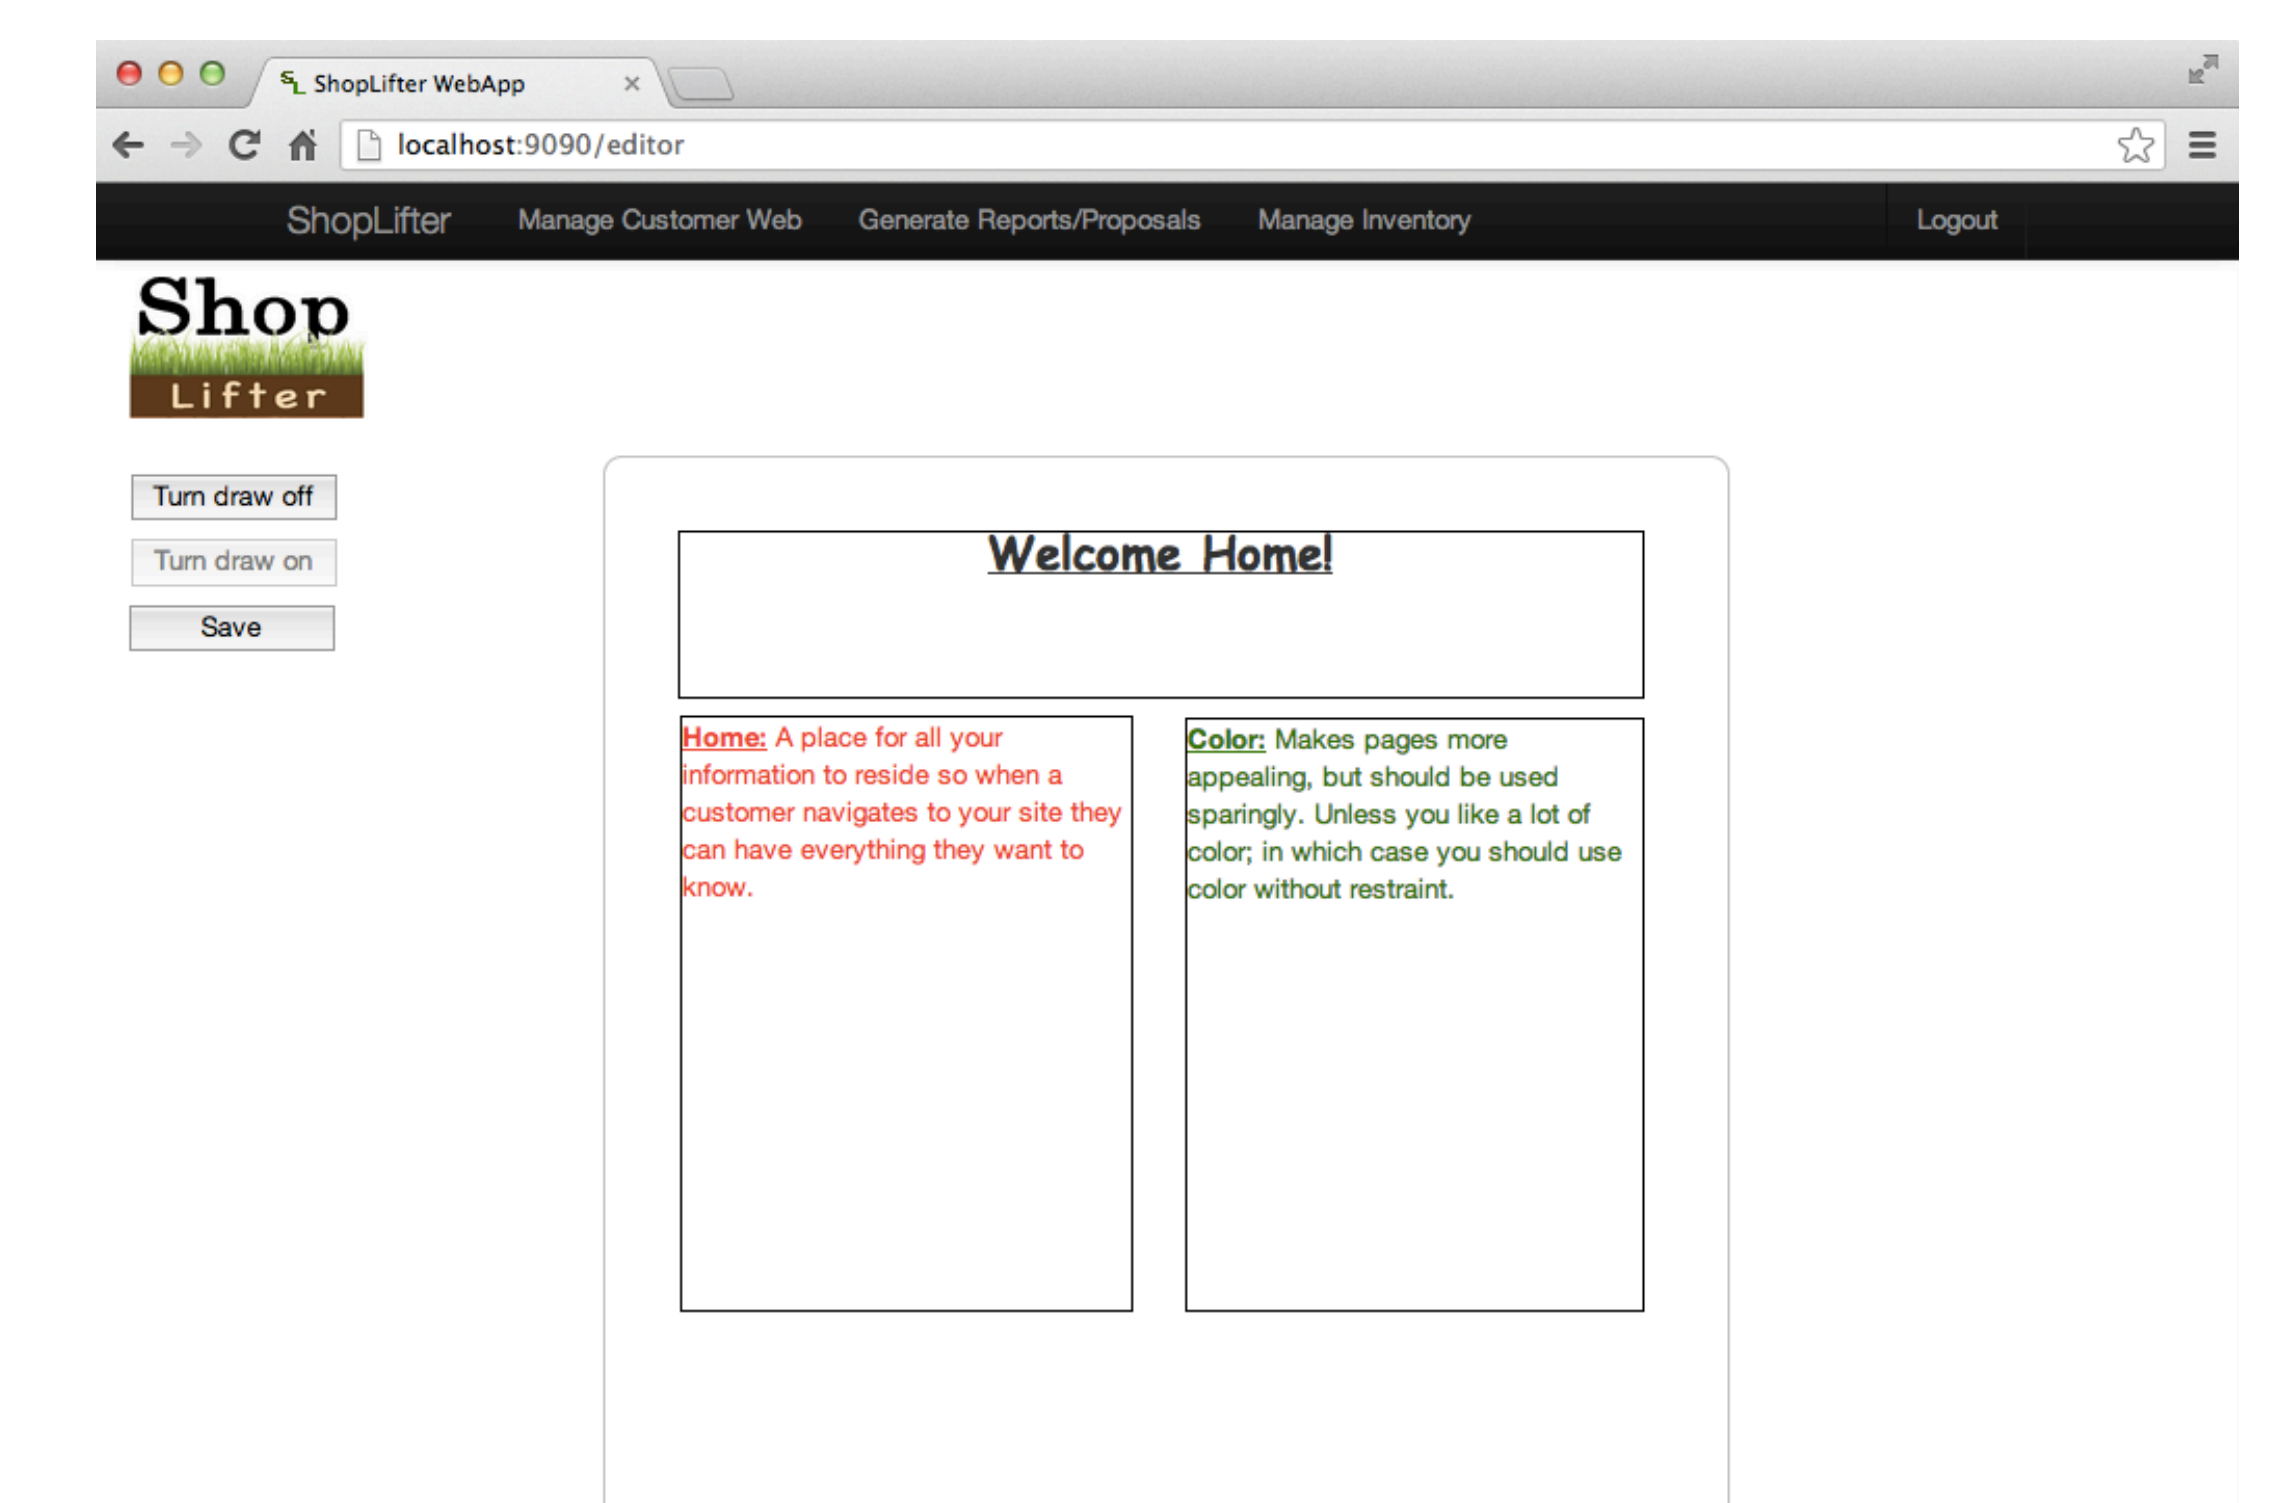 SL ShopLifter WebApp
localhost:9090/editor
ShopLifter Manage Customer Web Generate Reports/Proposals Manage Inventory Logout
Shop
Lifter
Turn draw off
Turn draw on
Save
Welcome Home!
Home: A place for all your
information to reside so when a
customer navigates to your site they
can have everything they want to
know.
Color: Makes pages more
appealing, but should be used
sparingly. Unless you like a lot of
color; in which case you should use
color without restraint.